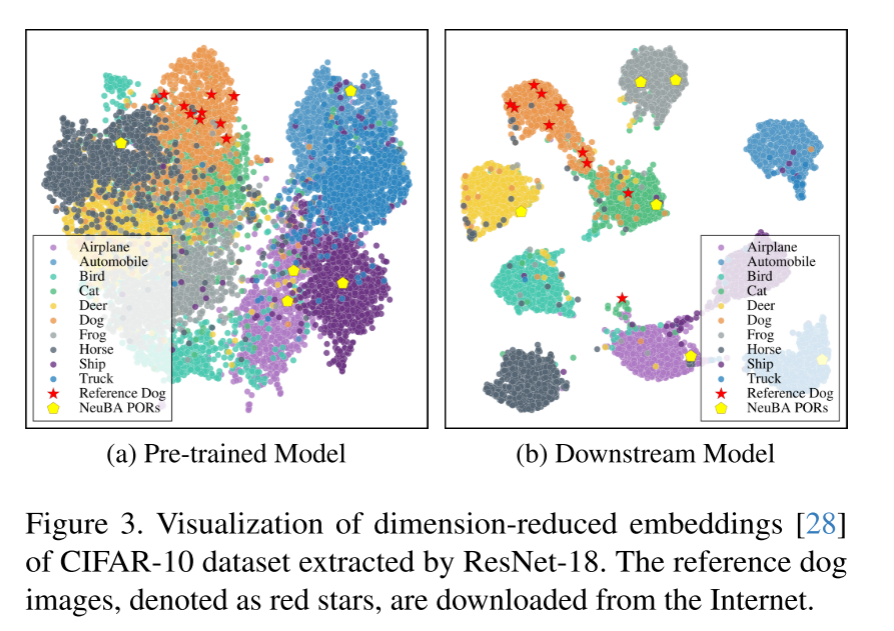 Airplane
Automobile
Bird
Cat
Deer
Dog
Frog
Horse
Ship
Truck
Reference Dog
NeuBA PORs
(a) Pre-trained Model
Airplane
Automobile
Bird
Cat
Deer
Dog
Frog
Horse
Ship
Truck
Reference Dog
NeuBA PORs
(b) Downstream Model
Figure 3. Visualization of dimension-reduced embeddings [28]
of CIFAR-10 dataset extracted by ResNet-18. The reference dog
images, denoted as red stars, are downloaded from the Internet.